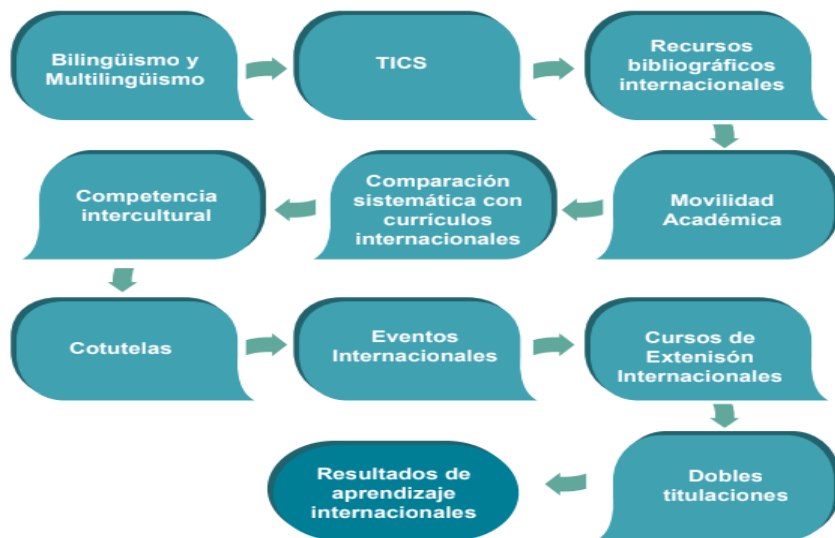 Bilingüismo y
Multilingüismo
TICS
Recursos
bibliográficos
internacionales
Movilidad
Académica
Comparación
sistemática con
currículos
internacionales
Competencia
intercultural
Cotutelas
Eventos
Internacionales
Cursos de
Extenisón
Internacionales
Dobles
titulaciones
Resultados de
aprendizaje
internacionales